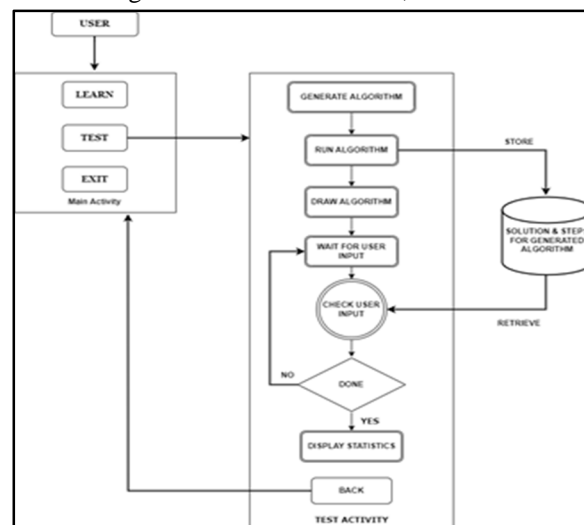 USER
LEARN
TEST
EXIT
Main Activity
GENERATE ALGORITHM
RUN ALGORITHM
DRAW ALGORITHM
WAIT FOR USER
INPUT
CHECK USER
INPUT
NO
DONE
YES
DISPLAY STATISTICS
BACK
TEST ACTIVITY
STORE
SOLUTION & STEP
FOR GENERATED
ALGORITHM
RETRIEVE